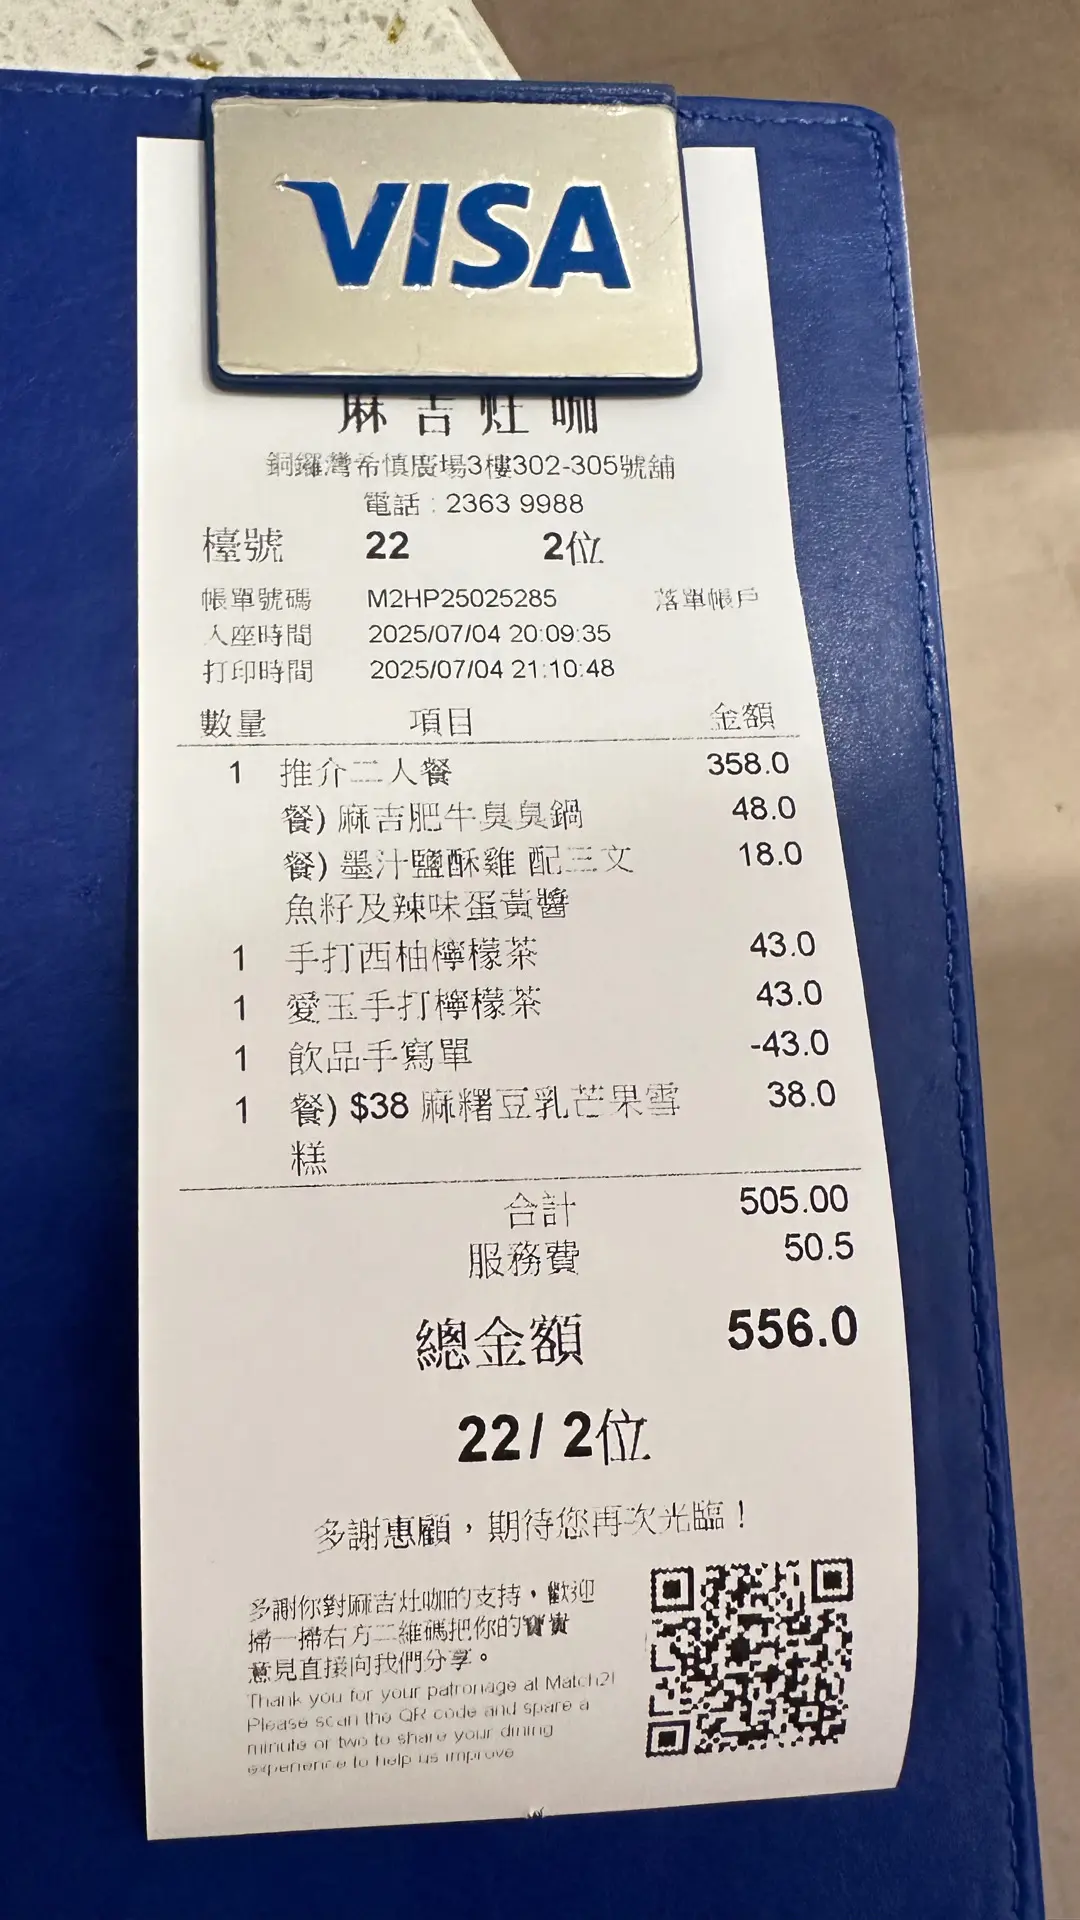 VISA
麻吉灶咖
銅鑼灣希慎廣場3樓302-305號舖
電話 : 2363 9988
檯號 22 2位
帳單號碼 M2HP25025285 落單帳戶
入座時間 2025/07/04 20:09:35
打印時間 2025/07/04 21:10:48
數量 項目 金額
1 推介二人餐 358.0
餐) 麻吉肥牛臭臭鍋 48.0
餐) 墨汁鹽酥雞 配三文 18.0
魚籽及辣味蛋黃醬
1 手打西柚檸檬茶 43.0
1 愛玉手打檸檬茶 43.0
1 飲品手寫單 -43.0
1 餐) $38 麻糬豆乳芒果雪 38.0
糕
合計 505.00
服務費 50.5
總金額 556.0
22/ 2位
多謝惠顧，期待您再次光臨！
多謝你對麻吉灶咖的支持，歡迎
掃一掃右方二維碼把你的寶貴
意見直接向我們分享。
Thank you for your patronage at Match2!
Please scan the QR code and spare a
minute or two to share your dining
experience to help us improve